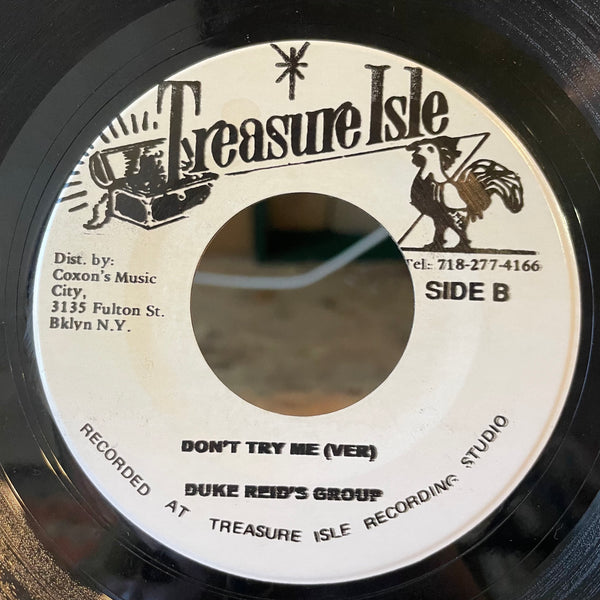 Treasure Isle
Dist. by:
Coxon's Music
City,
3135 Fulton St.
Bklyn N.Y.
Tel: 718-277-4166
SIDE B
DON'T TRY ME (VER)
DUKE REID'S GROUP
RECORDED AT TREASURE ISLE RECORDING STUDIO